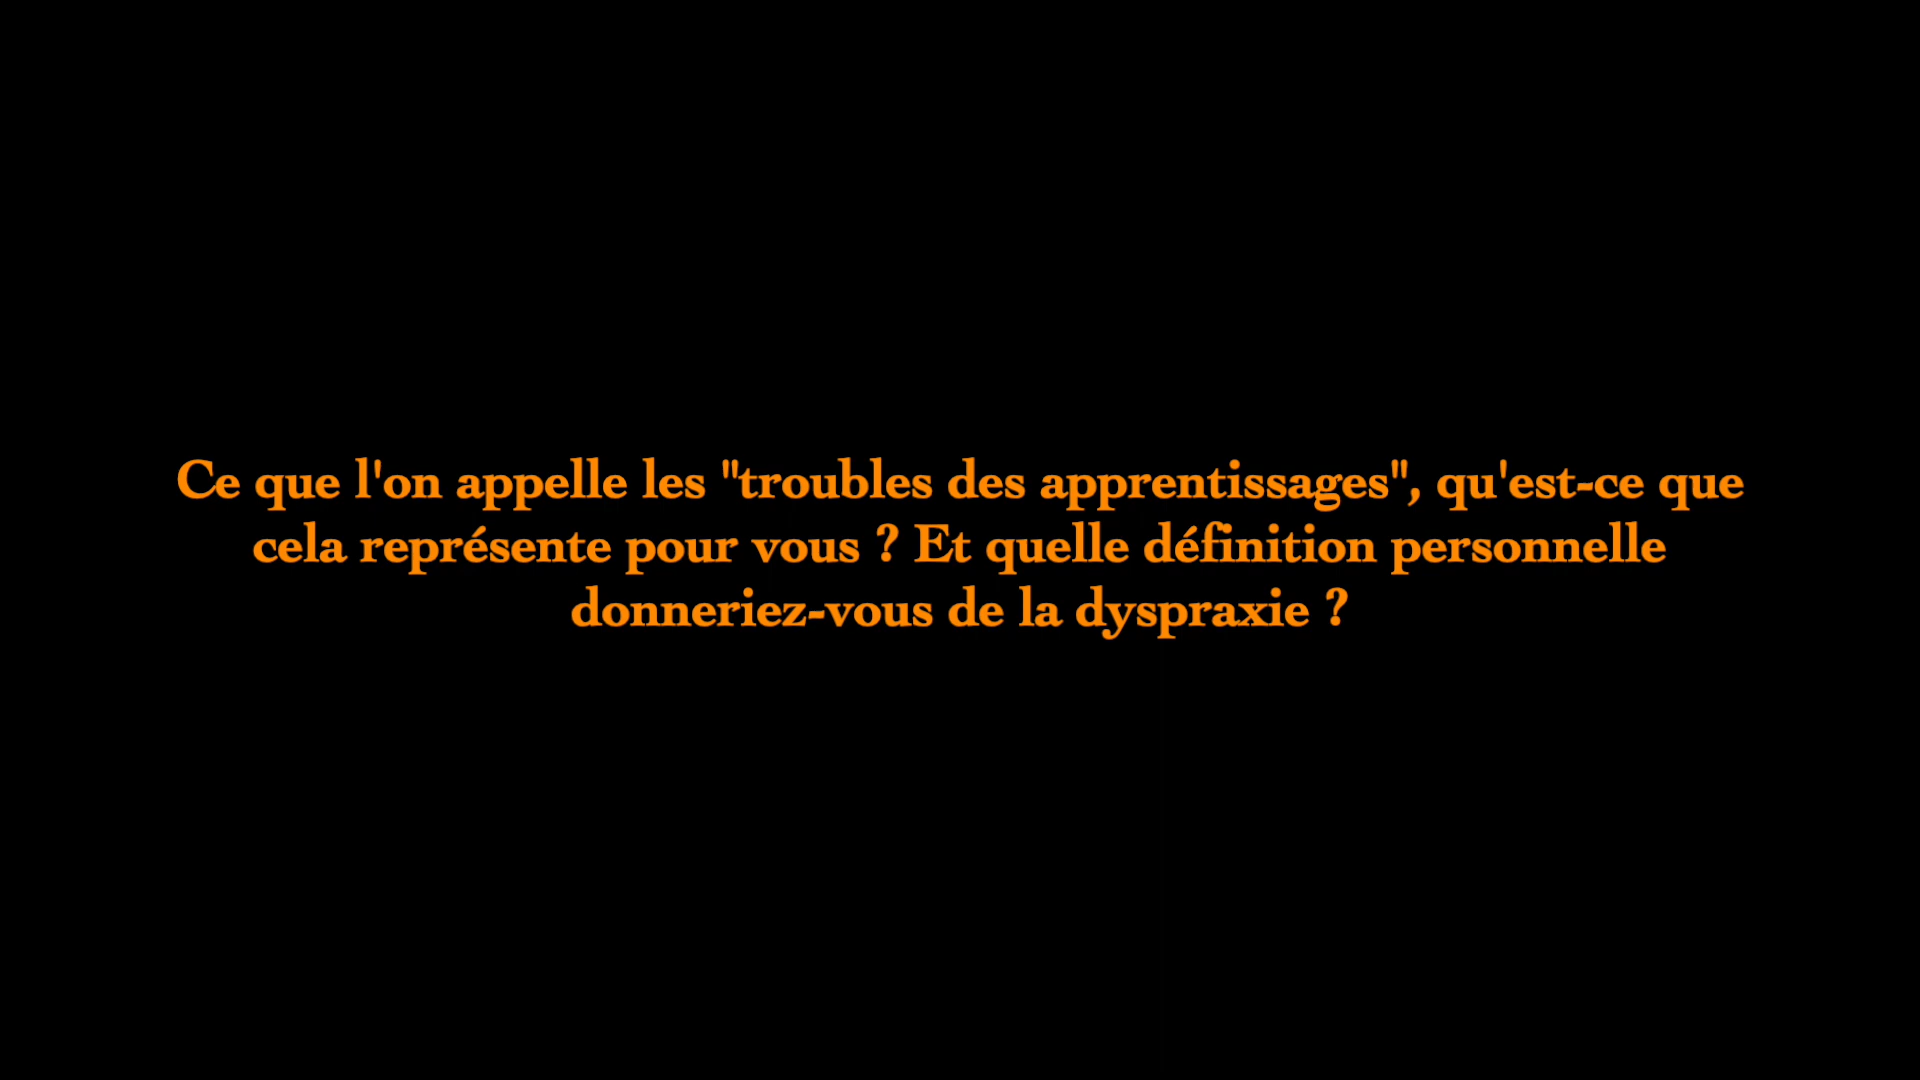 Ce que l'on appelle les "troubles des apprentissages", qu'est-ce que
cela représente pour vous ? Et quelle définition personnelle
donneriez-vous de la dyspraxie ?